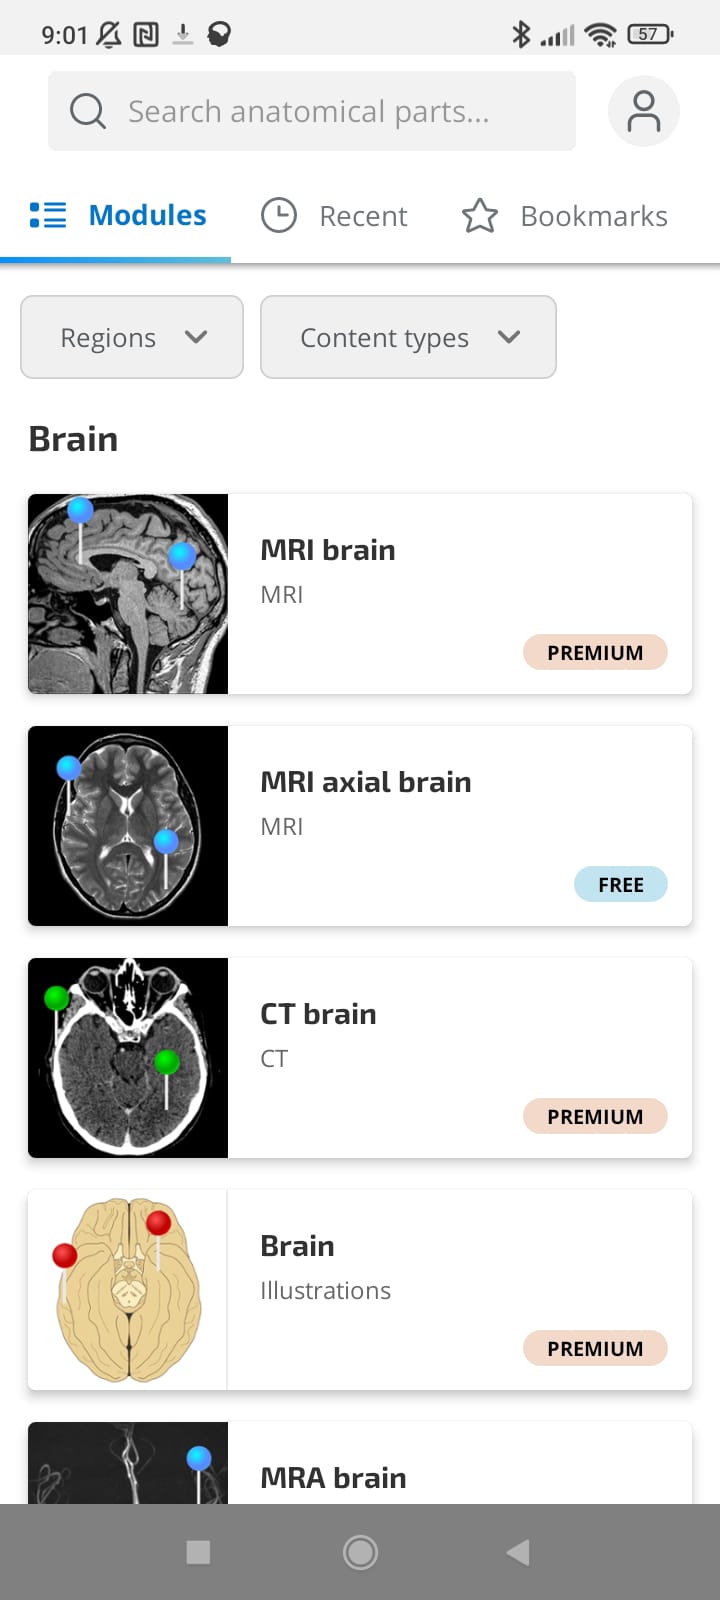 9:01
57
Search anatomical parts...
Modules
Recent
Bookmarks
Regions
Content types
Brain
MRI brain
MRI
PREMIUM
MRI axial brain
MRI
FREE
CT brain
CT
PREMIUM
Brain
Illustrations
PREMIUM
MRA brain